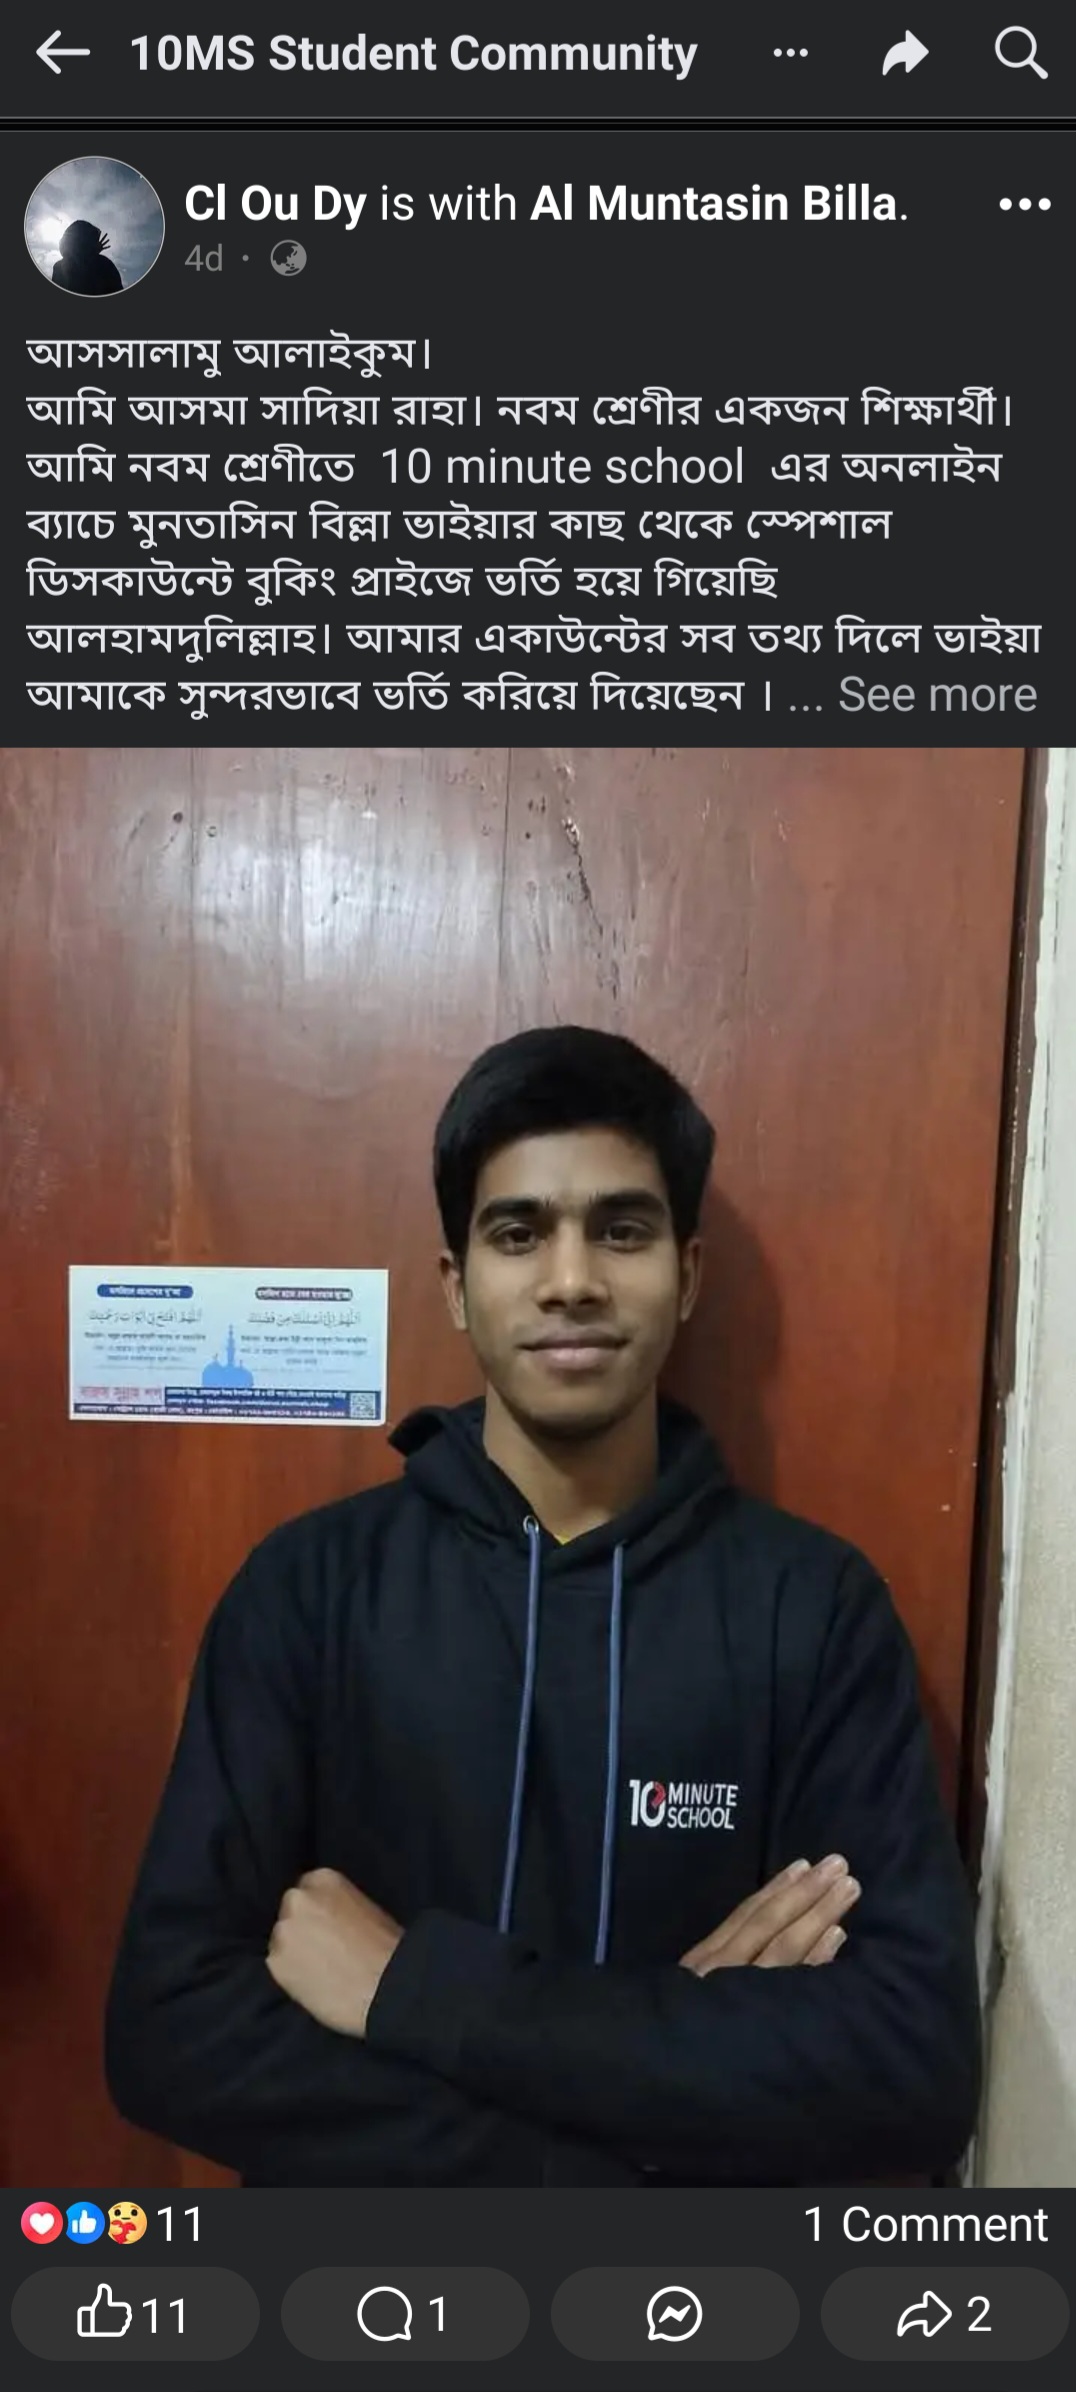 10MS Student Community
Cl Ou Dy is with Al Muntasin Billa.
4d
আসসালামু আলাইকুম।
আমি আসমা সাদিয়া রাহা। নবম শ্রেণীর একজন শিক্ষার্থী।
আমি নবম শ্রেণীতে 10 minute school এর অনলাইন
ব্যাচে মুনতাসিন বিল্লা ভাইয়ার কাছ থেকে স্পেশাল
ডিসকাউন্টে বুকিং প্রাইজে ভর্তি হয়ে গিয়েছি
আলহামদুলিল্লাহ। আমার একাউন্টের সব তথ্য দিলে ভাইয়া
আমাকে সুন্দরভাবে ভর্তি করিয়ে দিয়েছেন । ... See more
10 MINUTE
SCHOOL
11
1 Comment
11
1
2